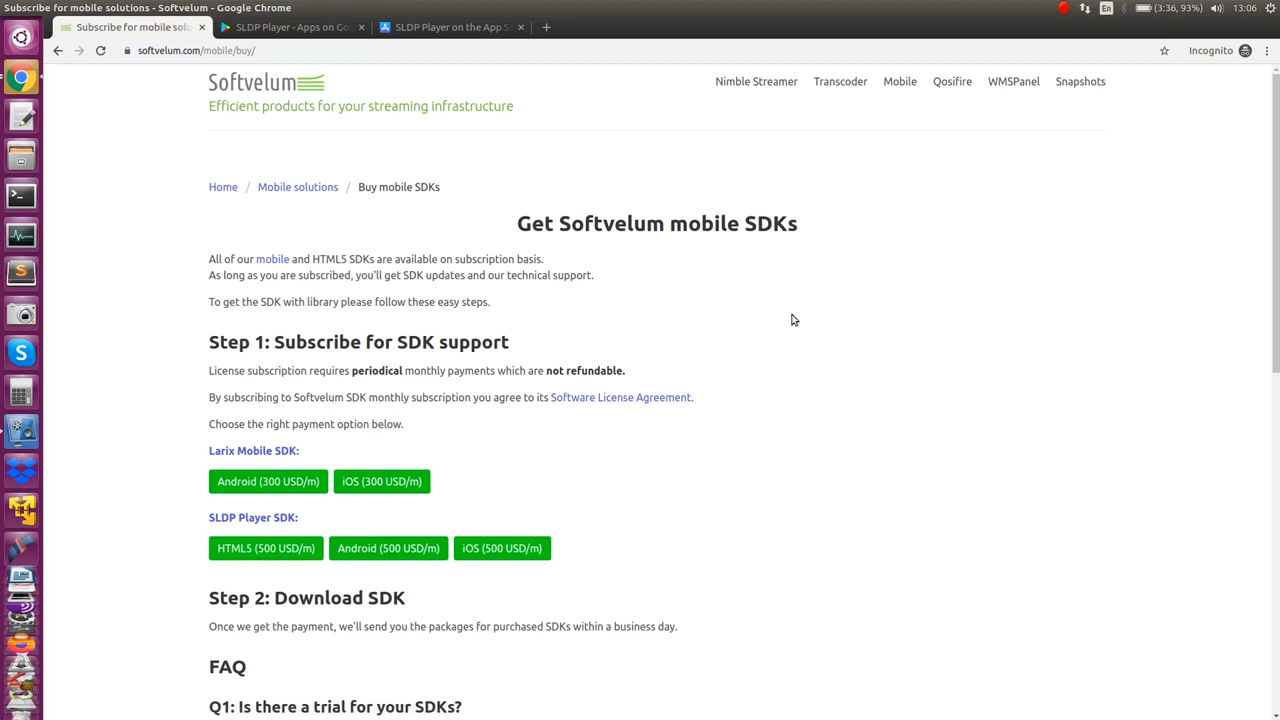 Subscribe for mobile solutions - Softvelum - Google Chrome
En
(3:36, 93%)
13:06
Subscribe for mobile solu
SLDP Player - Apps on Go
SLDP Player on the App S
softvelum.com/mobile/buy/
Incognito
Softvelum
Efficient products for your streaming infrastructure
Nimble Streamer
Transcoder
Mobile
Qosifire
WMSPanel
Snapshots
Home / Mobile solutions / Buy mobile SDKs
Get Softvelum mobile SDKs
All of our mobile and HTML5 SDKs are available on subscription basis.
As long as you are subscribed, you'll get SDK updates and our technical support.
To get the SDK with library please follow these easy steps.
Step 1: Subscribe for SDK support
License subscription requires periodical monthly payments which are not refundable.
By subscribing to Softvelum SDK monthly subscription you agree to its Software License Agreement.
Choose the right payment option below.
Larix Mobile SDK:
Android (300 USD/m)
iOS (300 USD/m)
SLDP Player SDK:
HTML5 (500 USD/m)
Android (500 USD/m)
iOS (500 USD/m)
Step 2: Download SDK
Once we get the payment, we'll send you the packages for purchased SDKs within a business day.
FAQ
Q1: Is there a trial for your SDKs?